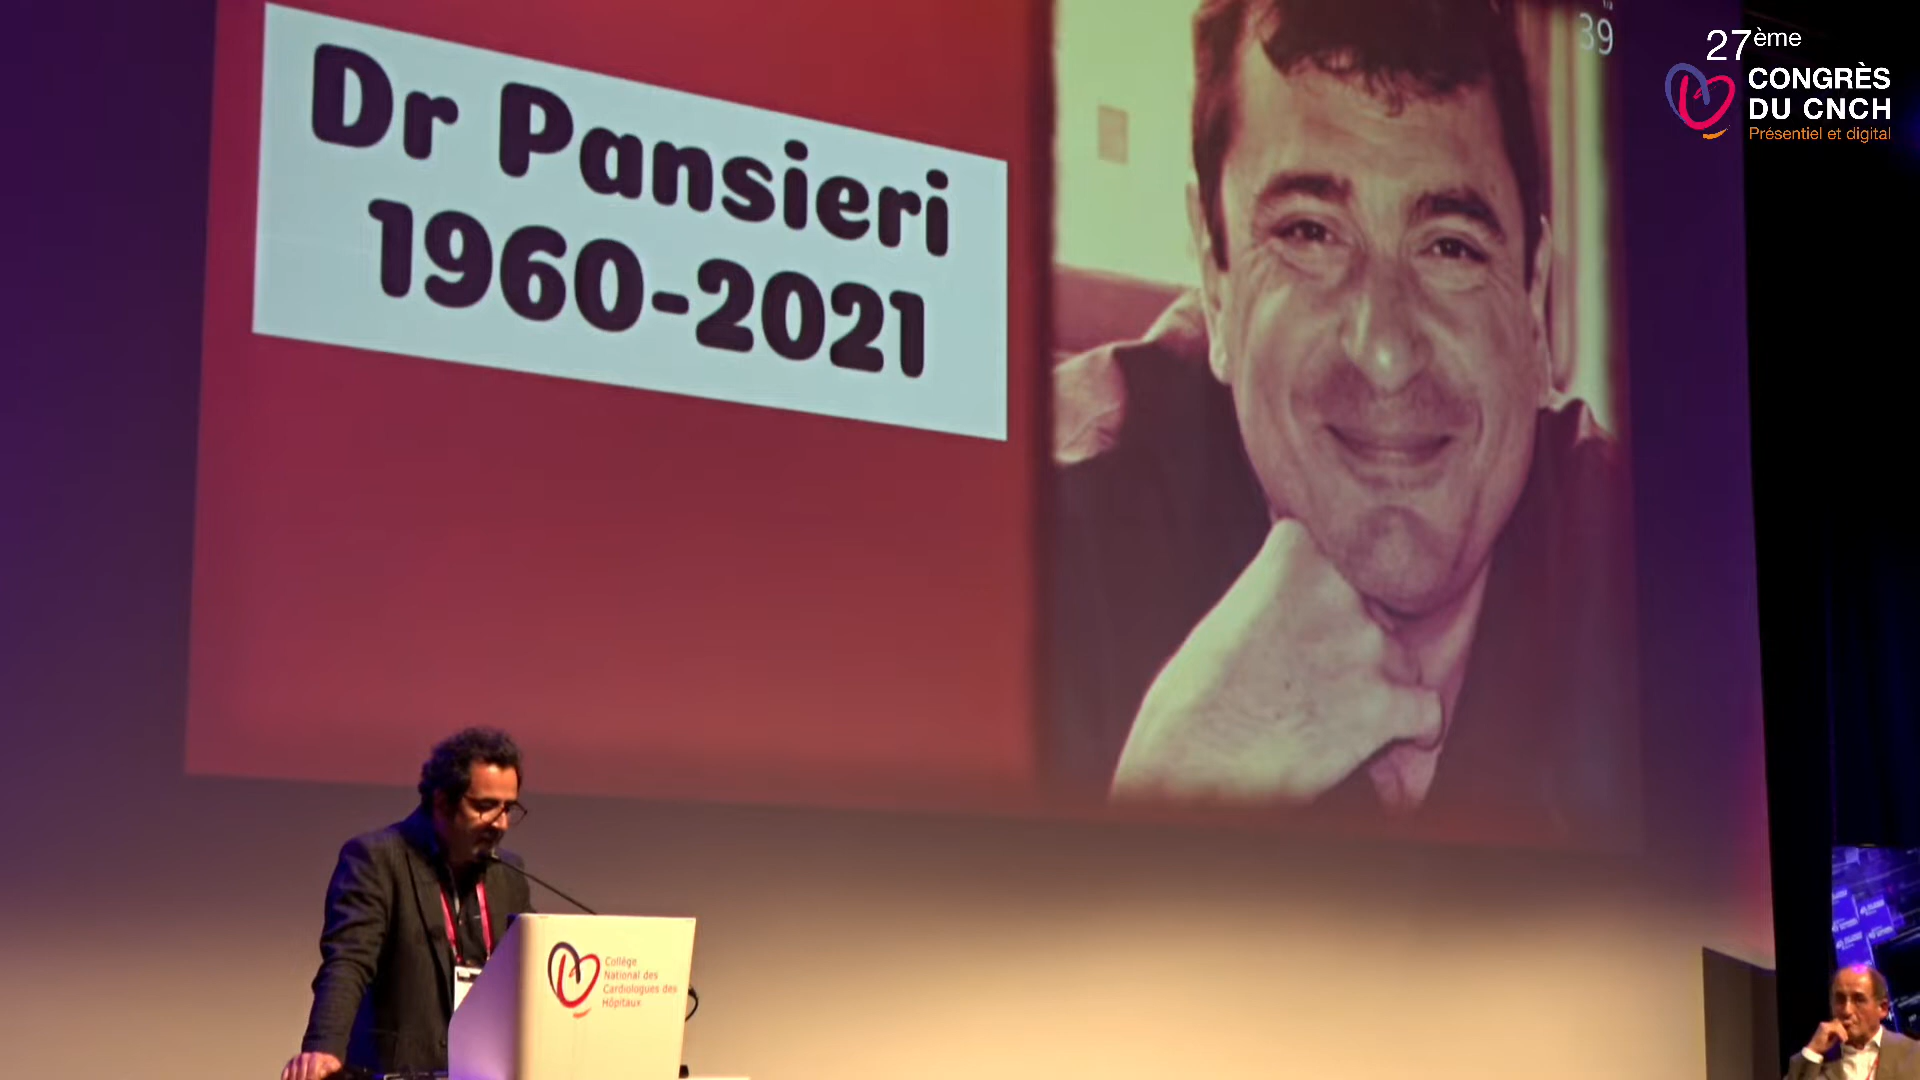 Dr Pansieri
1960-2021
39
27ème
CONGRÈS
DU CNCH
Présentiel et digital
Collège
National des
Cardiologues des
Hôpitaux